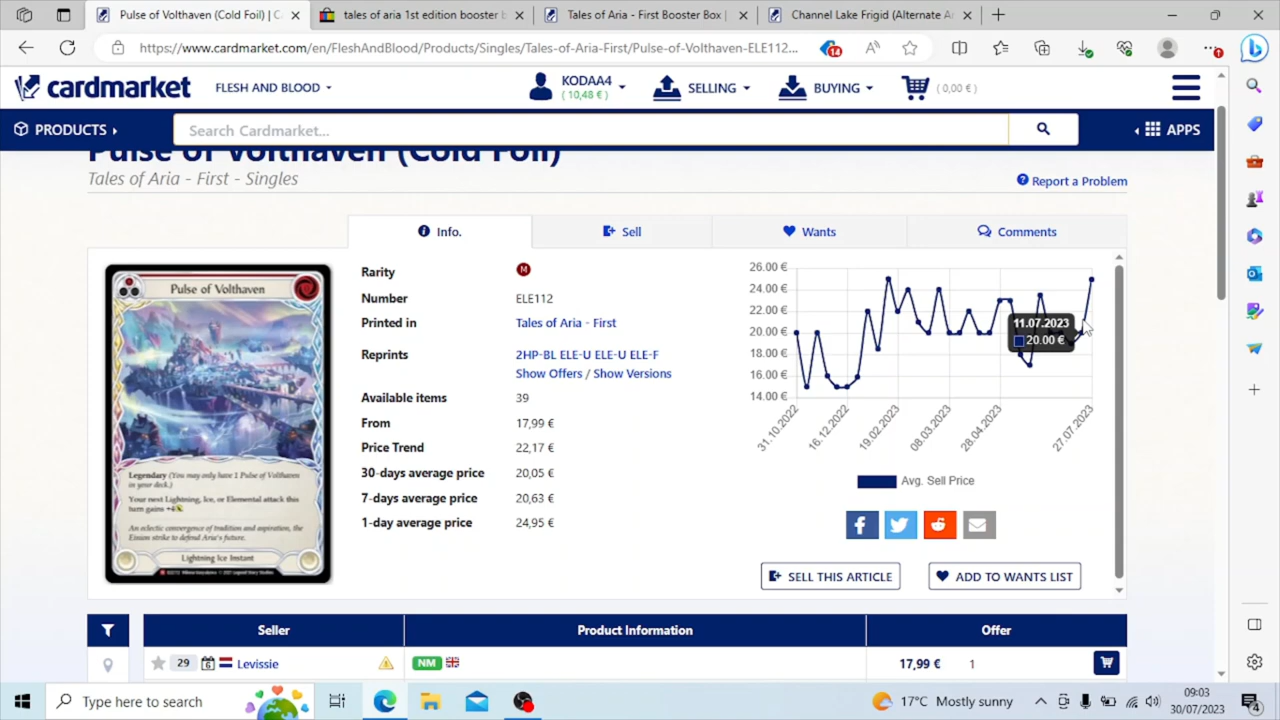 Pulse of Volthaven (Cold Foil) | C
tales of aria 1st edition booster b
Tales of Aria - First Booster Box |
Channel Lake Frigid (Alternate Ar
https://www.cardmarket.com/en/FleshAndBlood/Products/Singles/Tales-of-Aria-First/Pulse-of-Volthaven-ELE112...
14
cardmarket
FLESH AND BLOOD
KODAA4
( 10,48 € )
SELLING
BUYING
( 0,00 € )
PRODUCTS
Search Cardmarket...
APPS
Pulse of Volthaven (Cold Foil)
Tales of Aria - First - Singles
Report a Problem
Info.
Sell
Wants
Comments
Pulse of Volthaven
Legendary (You may only have 1 Pulse of Volthaven
in your deck.)
Your next Lightning, Ice, or Elemental attack this
turn gains +4
An eclectic convergence of tradition and aspiration, the
Eisian strike to defend Aria's future.
Lightning Ice Instant
Rarity
M
Number
ELE112
Printed in
Tales of Aria - First
Reprints
2HP-BL ELE-U ELE-U ELE-F
Show Offers / Show Versions
Available items
39
From
17,99 €
Price Trend
22,17 €
30-days average price
20,05 €
7-days average price
20,63 €
1-day average price
24,95 €
26.00 €
24.00 €
22.00 €
20.00 €
18.00 €
16.00 €
14.00 €
11.07.2023
20.00 €
31.10.2022
16.12.2022
19.02.2023
08.03.2023
28.04.2023
27.07.2023
Avg. Sell Price
SELL THIS ARTICLE
ADD TO WANTS LIST
Seller
Product Information
Offer
29
6
Levissie
NM
17,99 €
1
Type here to search
17°C Mostly sunny
09:03
30/07/2023
4